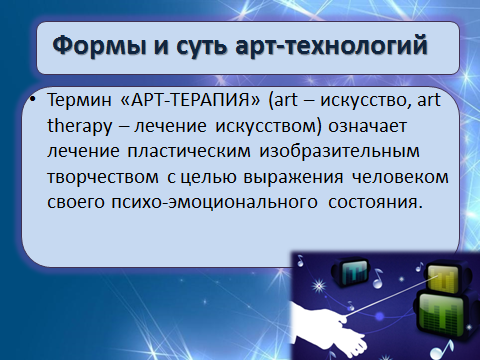 Формы и суть арт-технологий
• Термин «АРТ-ТЕРАПИЯ» (art – искусство, art
therapy – лечение искусством) означает
лечение пластическим изобразительным
творчеством с целью выражения человеком
своего психо-эмоционального состояния.